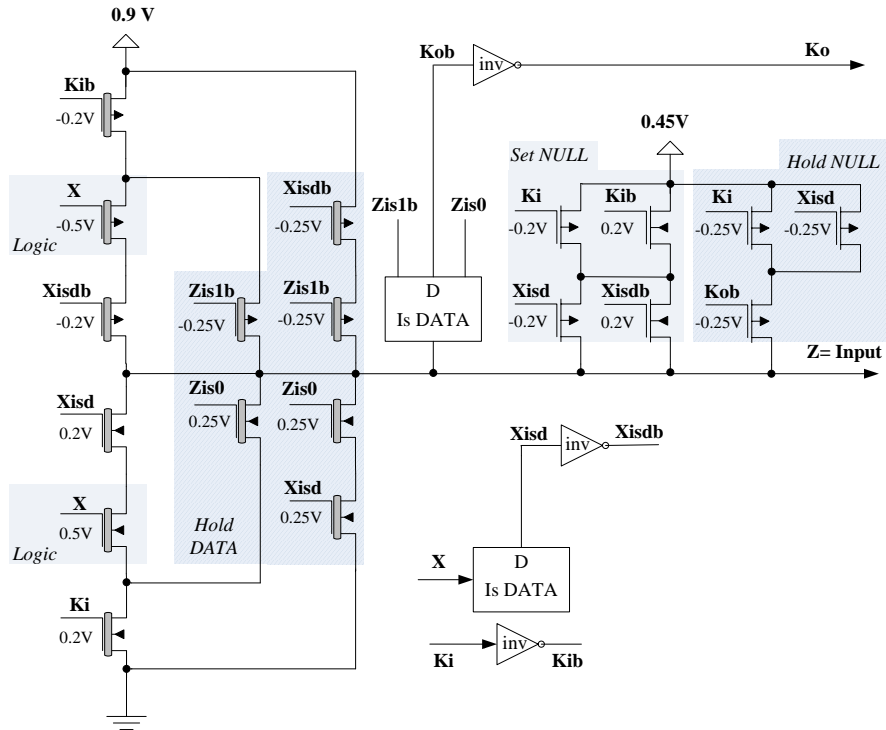 0.9 V
Kib
-0.2V
X
-0.5V
Logic
Xisdb
-0.2V
Xisd
0.2V
X
0.5V
Logic
Ki
0.2V
Zis1b
-0.25V
Zis0
0.25V
Hold
DATA
Xisdb
-0.25V
Zis1b
-0.25V
Zis0
0.25V
Xisd
0.25V
Kob
inv
Ko
Zis1b
Zis0
D
Is DATA
0.45V
Set NULL
Ki
-0.2V
Kib
0.2V
Xisd
-0.2V
Xisdb
0.2V
Hold NULL
Ki
-0.25V
Xisd
-0.25V
Kob
-0.25V
Z= Input
Xisd
inv
Xisdb
X
D
Is DATA
Ki
inv
Kib